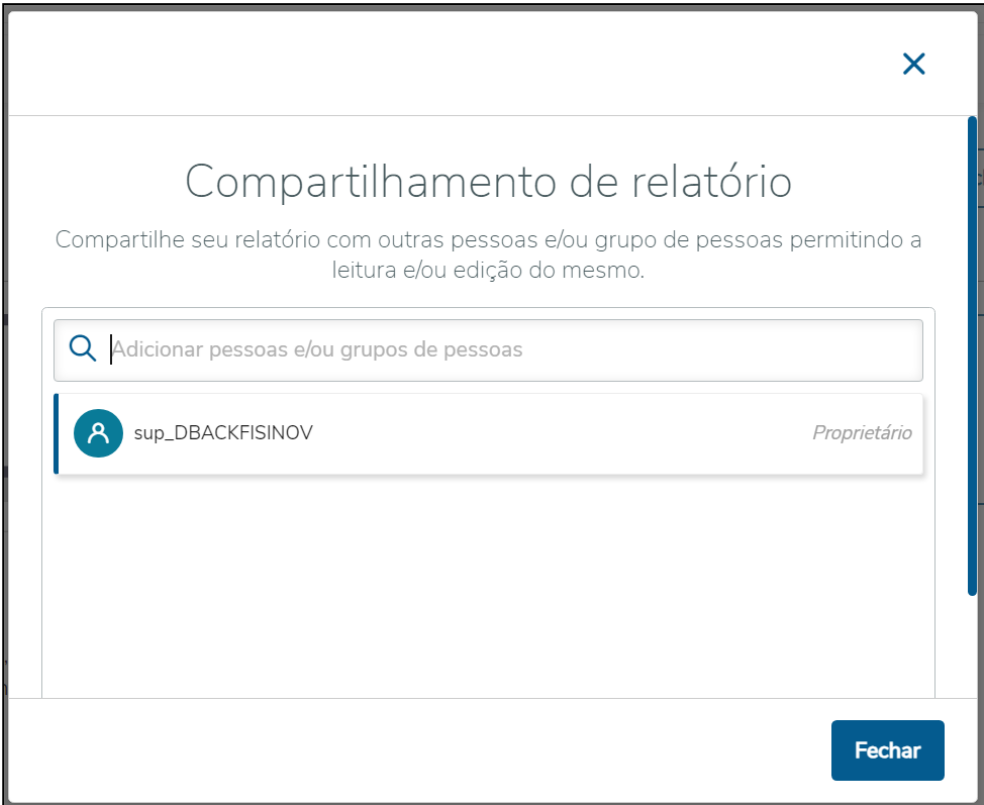 Compartilhamento de relatório
Compartilhe seu relatório com outras pessoas e/ou grupo de pessoas permitindo a
leitura e/ou edição do mesmo.
Adicionar pessoas e/ou grupos de pessoas
sup_DBACKFISINOV Proprietário
Fechar